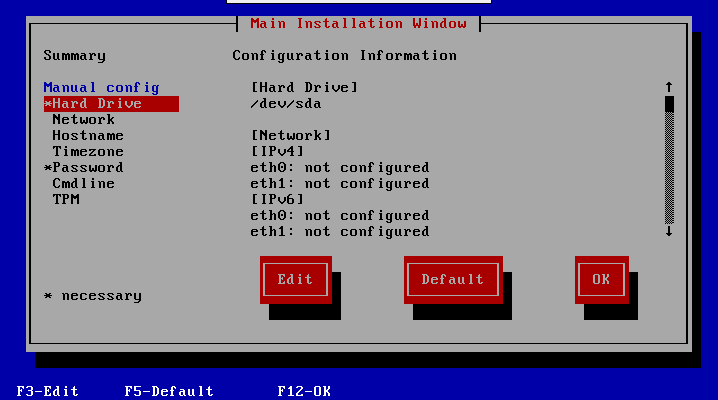 Main Installation Window
Summary
Configuration Information
Manual config
*Hard Drive
Network
Hostname
Timezone
*Password
Cmdline
TPM
* necessary
[Hard Drive]
/dev/sda
[Network]
[IPv4]
eth0: not configured
eth1: not configured
[IPv6]
eth0: not configured
eth1: not configured
Edit
Default
OK
F3-Edit
F5-Default
F12-OK